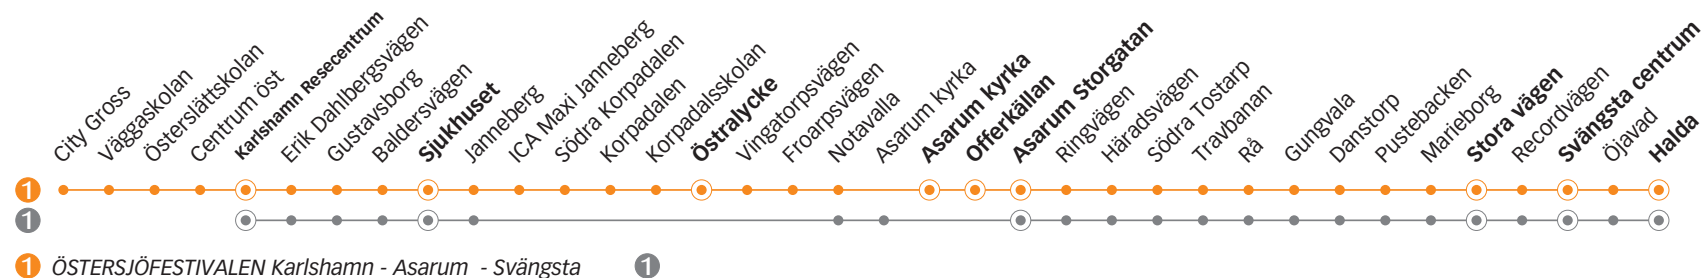 City Gross
Väggaskolan
Österslättskolan
Centrum öst
Karlshamn Resecentrum
Erik Dahlbergsvägen
Gustavsborg
Baldersvägen
Sjukhuset
Janneberg
ICA Maxi Janneberg
Södra Korpadalen
Korpadalen
Korpadalsskolan
Östralycke
Vingatorpsvägen
Froarpsvägen
Notavalla
Asarum Kyrka
Asarum Kyrka
Offerkällan
Asarum Storgatan
Ringvägen
Häradsvägen
Södra Tostarp
Travbanan
Rå
Gungvala
Danstorp
Pustebacken
Marieborg
Stora vägen
Recordvägen
Svängsta centrum
Öjavad
Halda
1
1
1 ÖSTERSJÖFESTIVALEN Karlshamn - Asarum - Svängsta 1